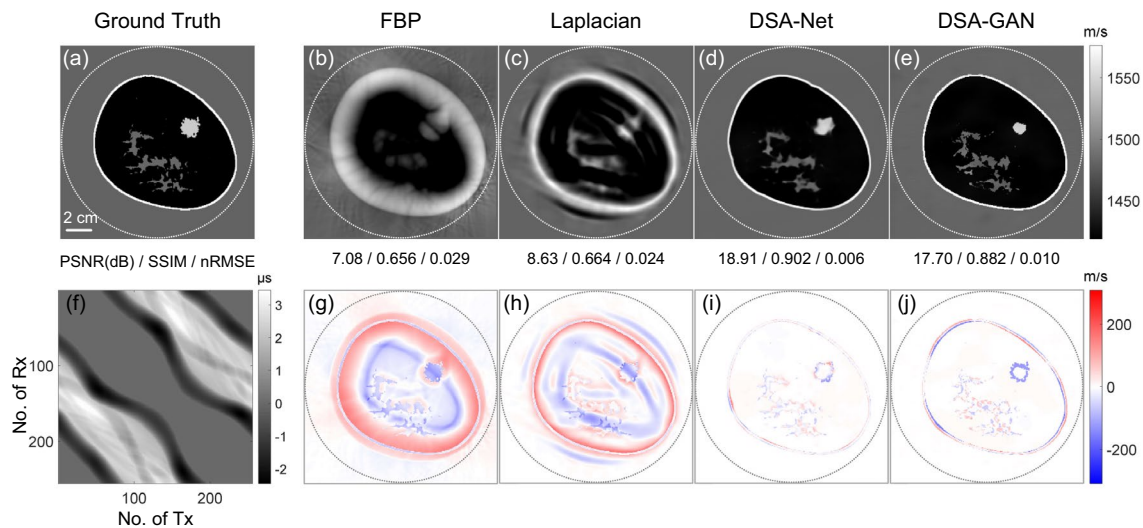 Ground Truth
FBP
Laplacian
DSA-Net
DSA-GAN
m/s
(a)
(b)
(c)
(d)
(e)
1550
1500
1450
2 cm
PSNR(dB) / SSIM / nRMSE
7.08 / 0.656 / 0.029
8.63 / 0.664 / 0.024
18.91 / 0.902 / 0.006
17.70 / 0.882 / 0.010
µs
m/s
(f)
(g)
(h)
(i)
(j)
3
2
1
0
-1
-2
200
0
-200
No. of Rx
100
200
100
200
No. of Tx